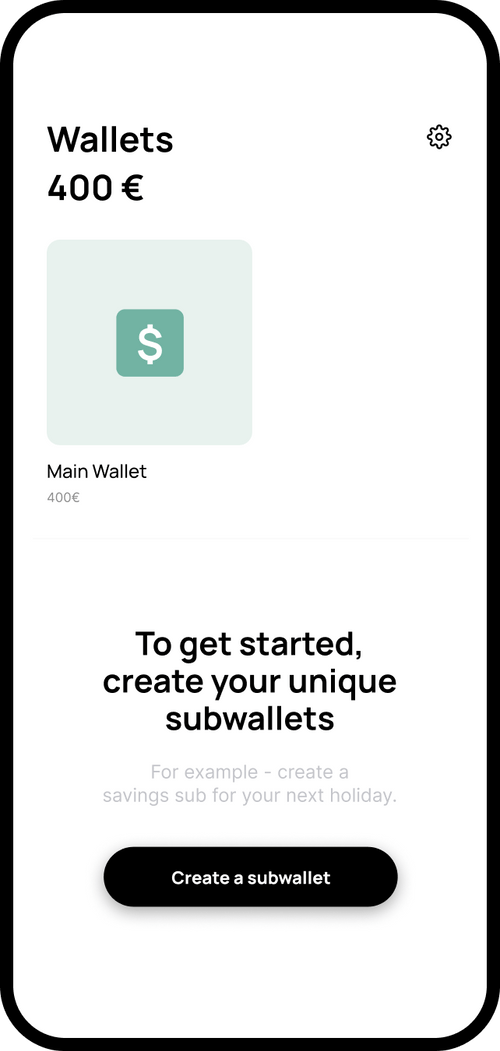 Wallets
400 €
$
Main Wallet
400€
To get started,
create your unique
subwallets
For example - create a
savings sub for your next holiday.
Create a subwallet